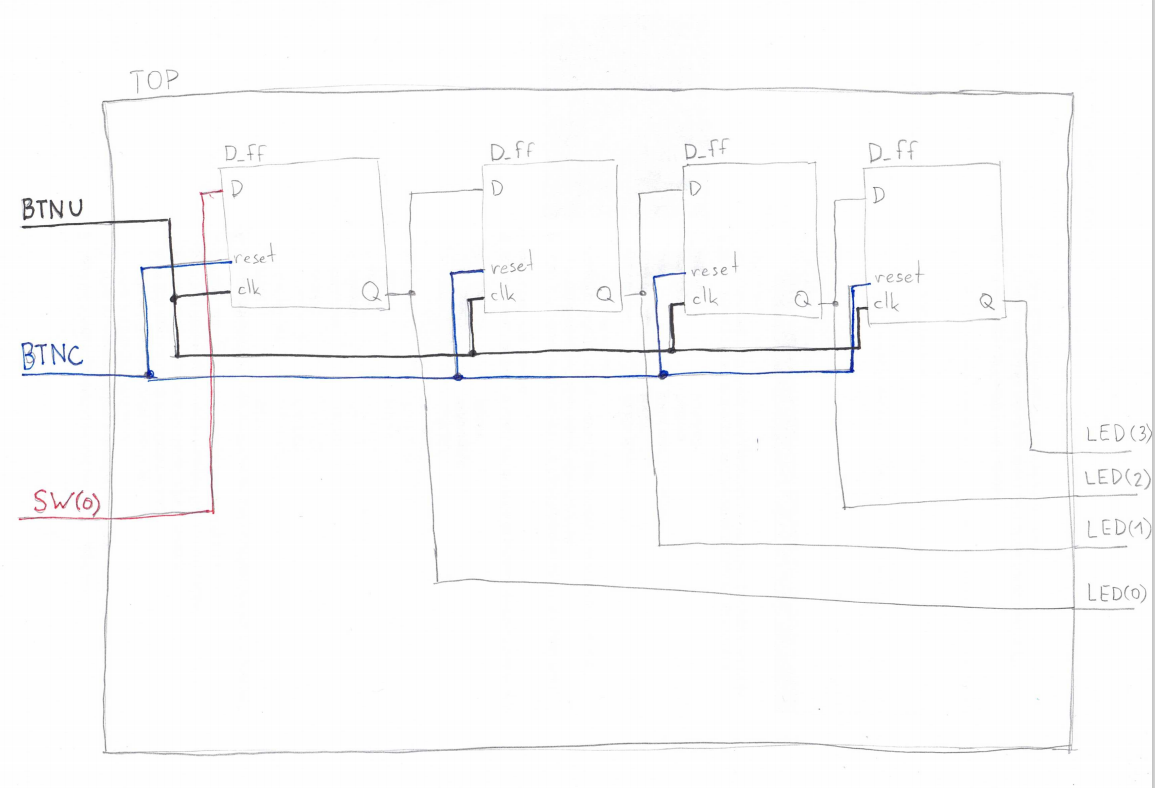 TOP
D_ff
D_ff
D_ff
D_ff
D
D
D
D
BTNU
reset
reset
reset
reset
clk
clk
clk
clk
Q
Q
Q
Q
BTNC
LED(3)
LED(2)
SW(0)
LED(1)
LED(0)